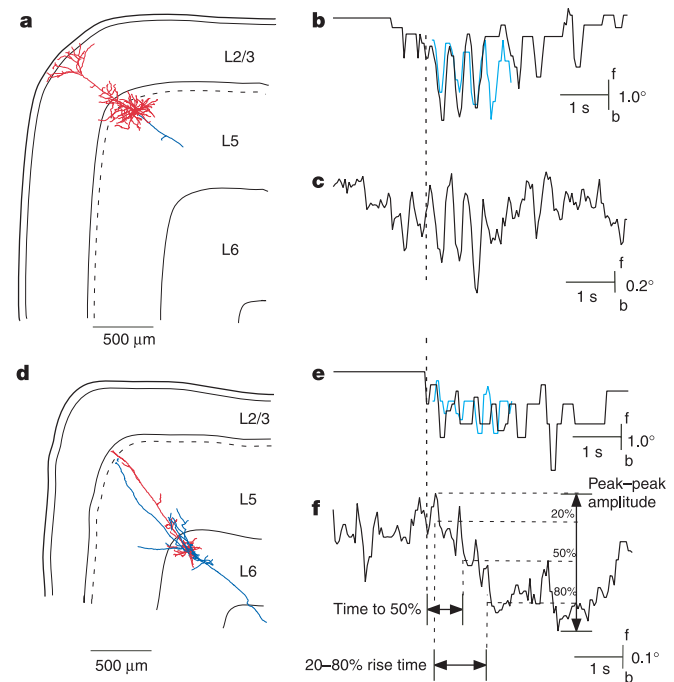 a
L2/3
L5
L6
500 μm
b
f
1.0°
b
1 s
c
f
0.2°
b
1 s
d
L2/3
L5
L6
500 μm
e
f
1.0°
b
1 s
f
Peak–peak
amplitude
20%
50%
80%
Time to 50%
20–80% rise time
f
0.1°
b
1 s